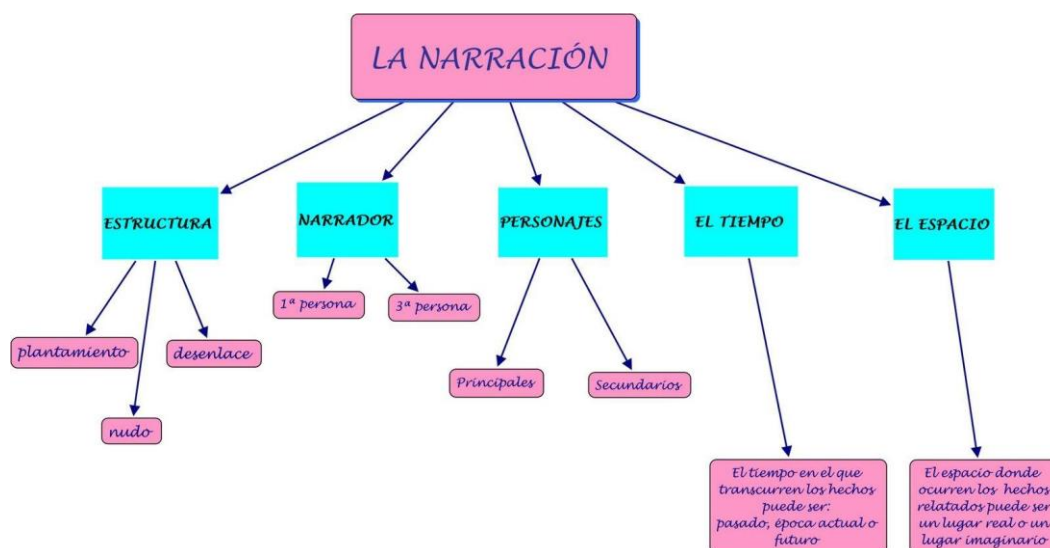 LA NARRACIÓN
ESTRUCTURA
NARRADOR
PERSONAJES
EL TIEMPO
EL ESPACIO
1ª persona
3ª persona
plantamiento
desenlace
nudo
Principales
Secundarios
El tiempo en el que
transcurren los hechos
puede ser:
pasado, época actual o
futuro
El espacio donde
ocurren los hechos
relatados puede ser
un lugar real o un
lugar imaginario